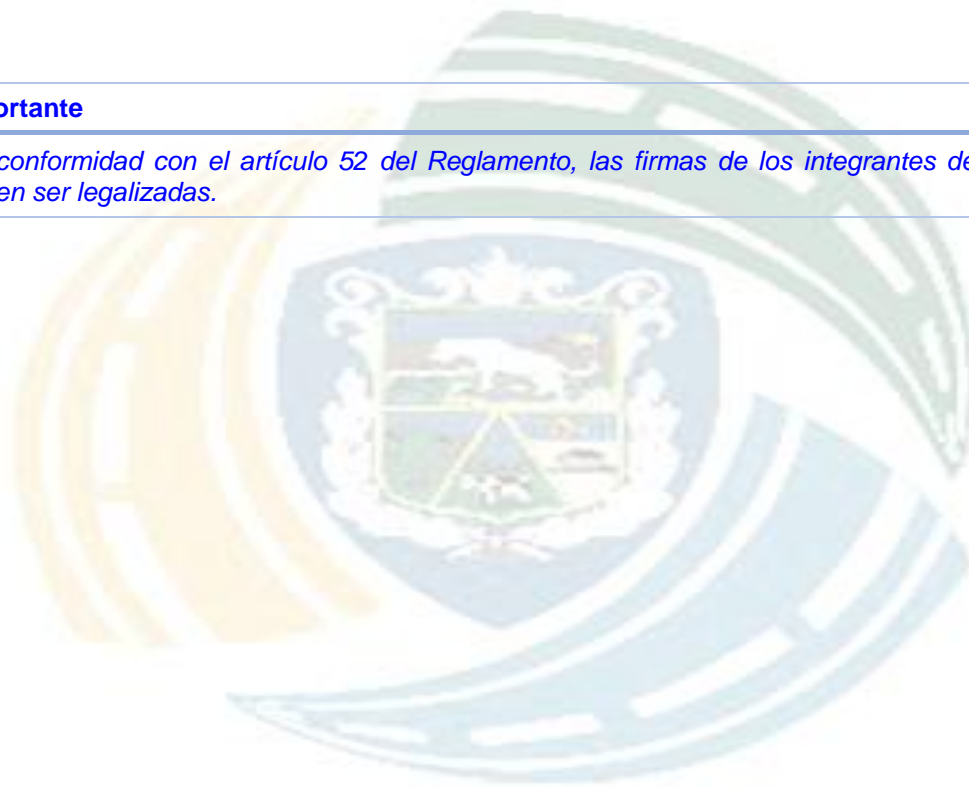 ortante
conformidad con el artículo 52 del Reglamento, las firmas de los integrantes de
en ser legalizadas.